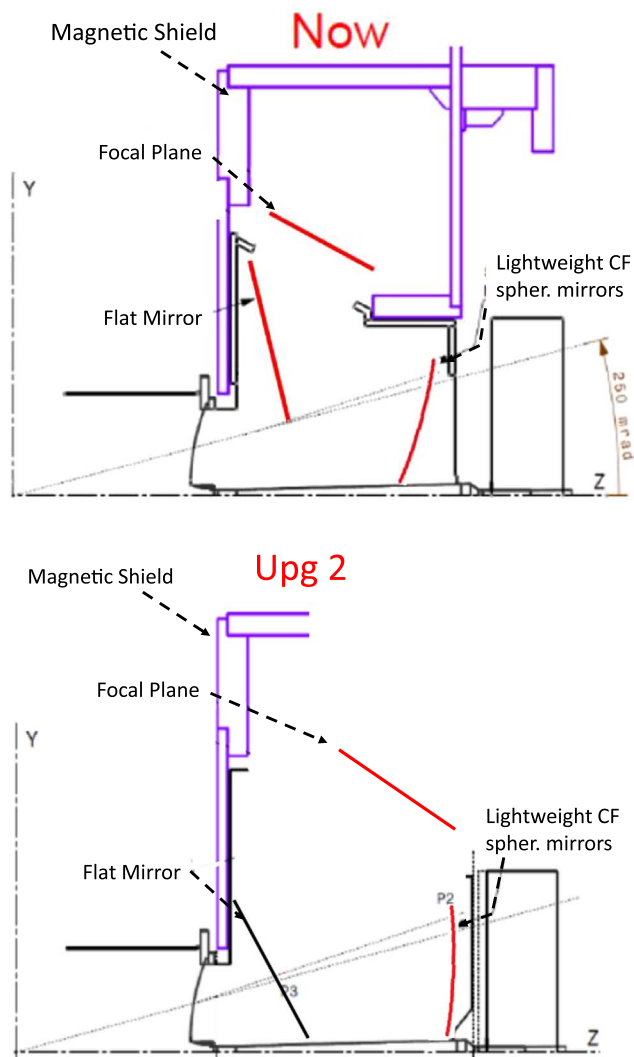 Now
Magnetic Shield
Focal Plane
Y
Lightweight CF
spher. mirrors
Flat Mirror
250 mrad
Z
Upg 2
Magnetic Shield
Focal Plane
Y
Lightweight CF
spher. mirrors
Flat Mirror
P2
P3
Z